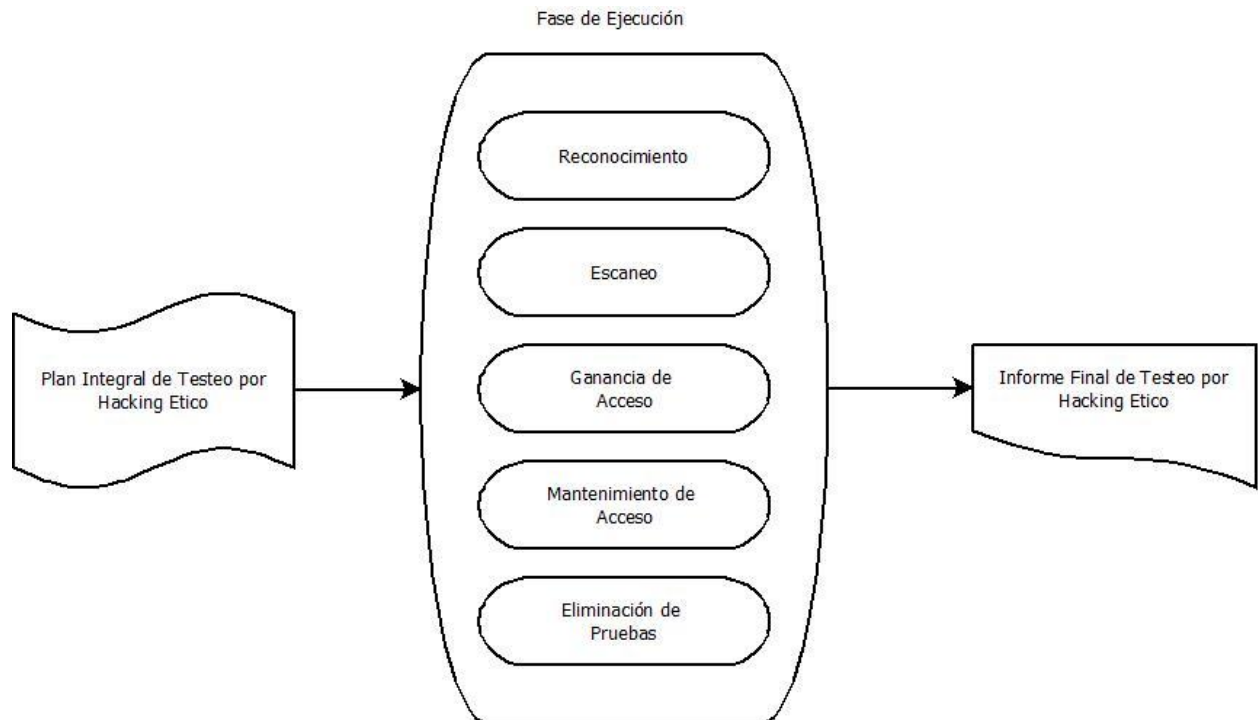 Fase de Ejecución
Reconocimiento
Escaneo
Plan Integral de Testeo por
Hacking Etico
Ganancia de
Acceso
Mantenimiento de
Acceso
Eliminación de
Pruebas
Informe Final de Testeo por
Hacking Etico